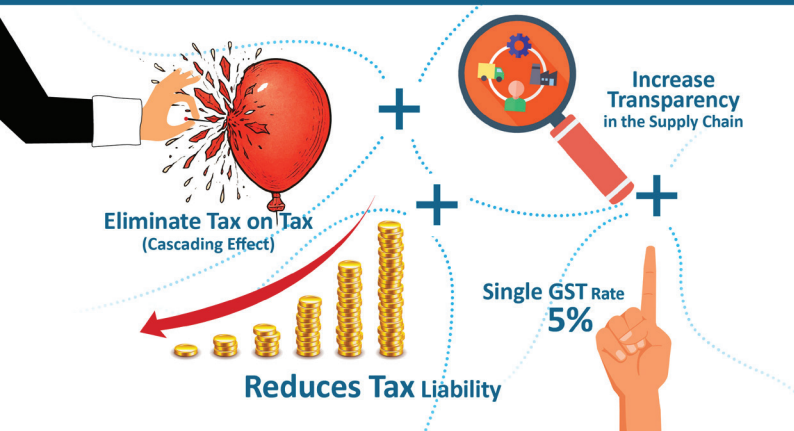 Increase
Transparency
in the Supply Chain
Eliminate Tax on Tax
(Cascading Effect)
Single GST Rate
5%
Reduces Tax Liability